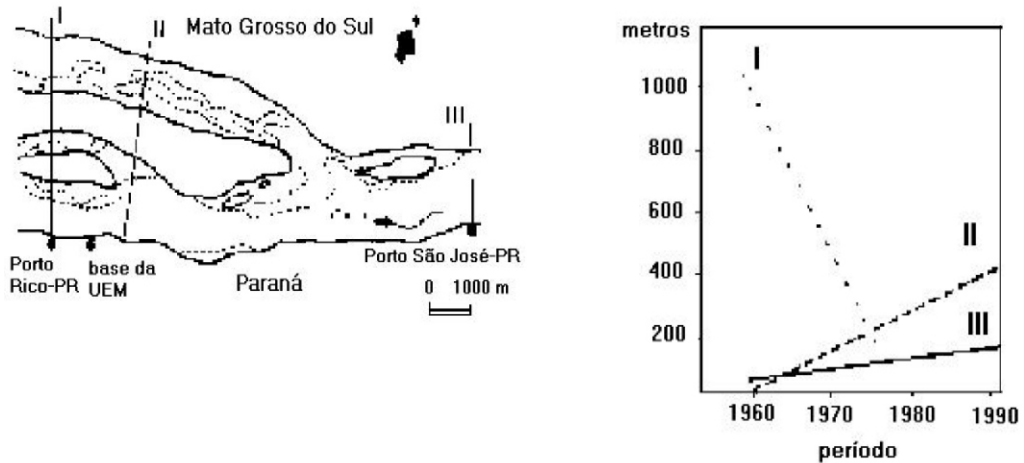 I
II
Mato Grosso do Sul
III
Porto
Rico-PR
base da
UEM
Paraná
Porto São José-PR
0 1000 m
metros
1000
800
600
400
200
I
II
III
1960 1970 1980 1990
período